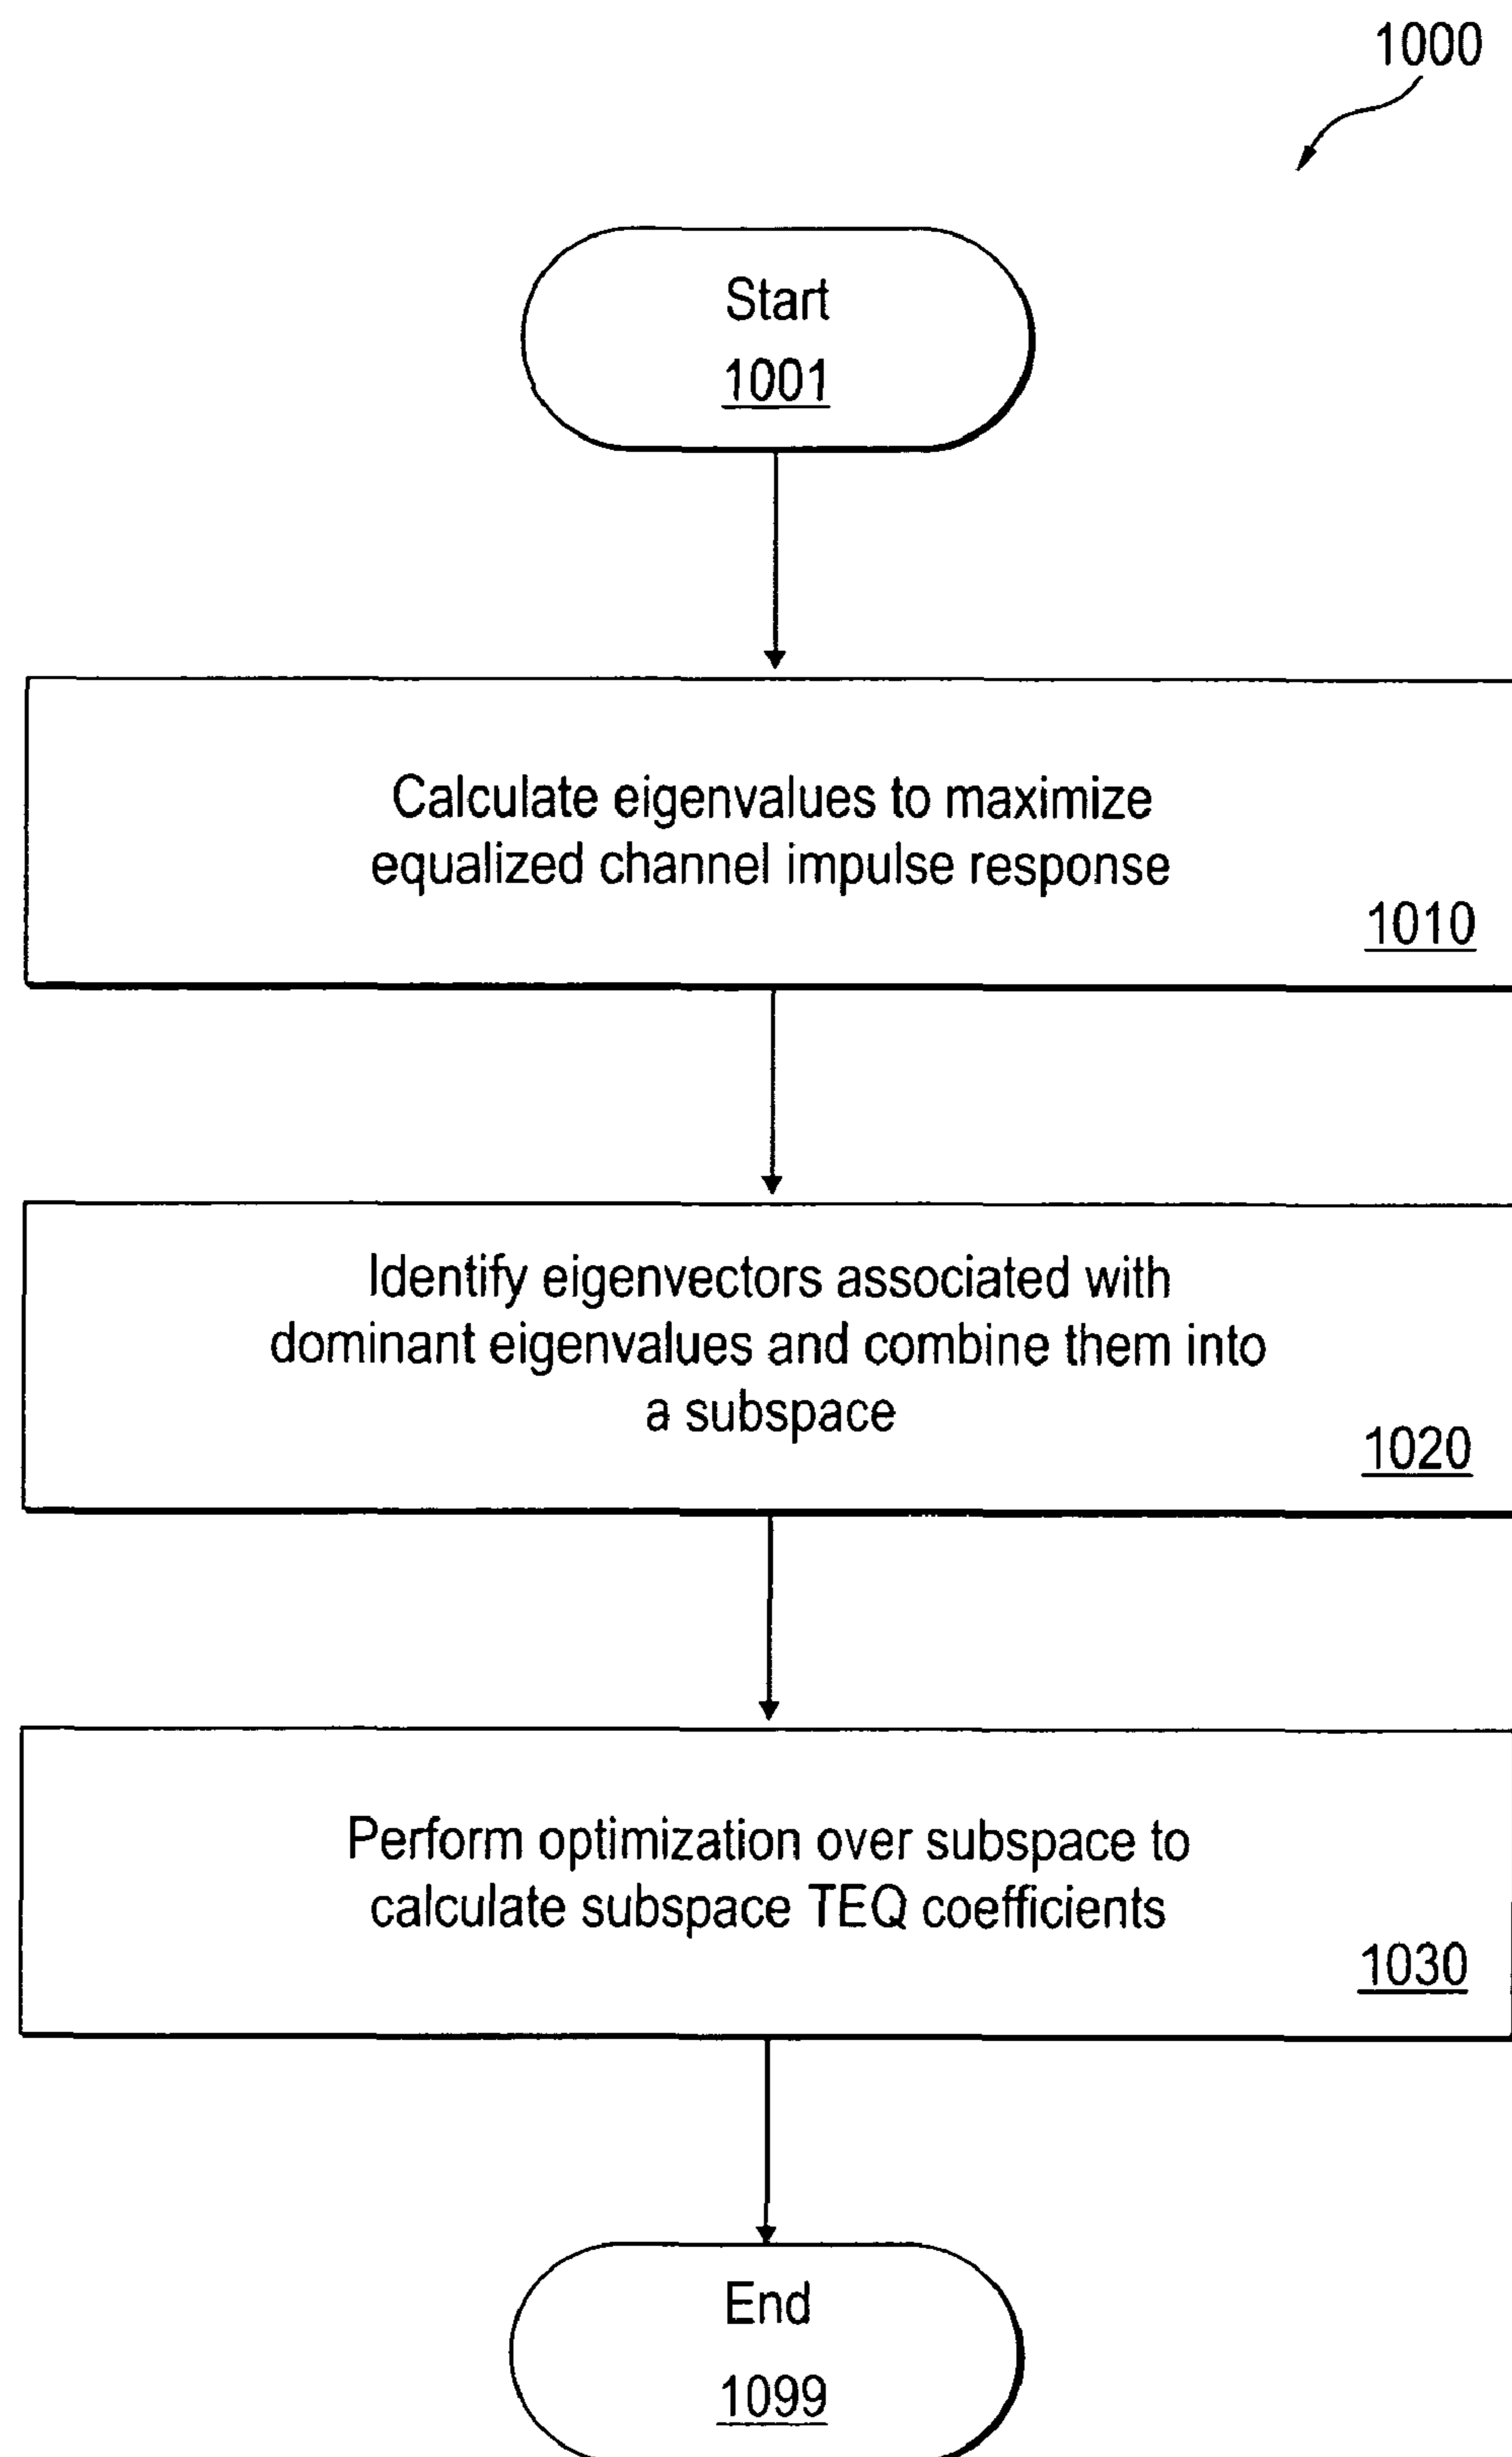 1000
Start
1001
Calculate eigenvalues to maximize
equalized channel impulse response
1010
Identify eigenvectors associated with
dominant eigenvalues and combine them into
a subspace
1020
Perform optimization over subspace to
calculate subspace TEQ coefficients
1030
End
1099